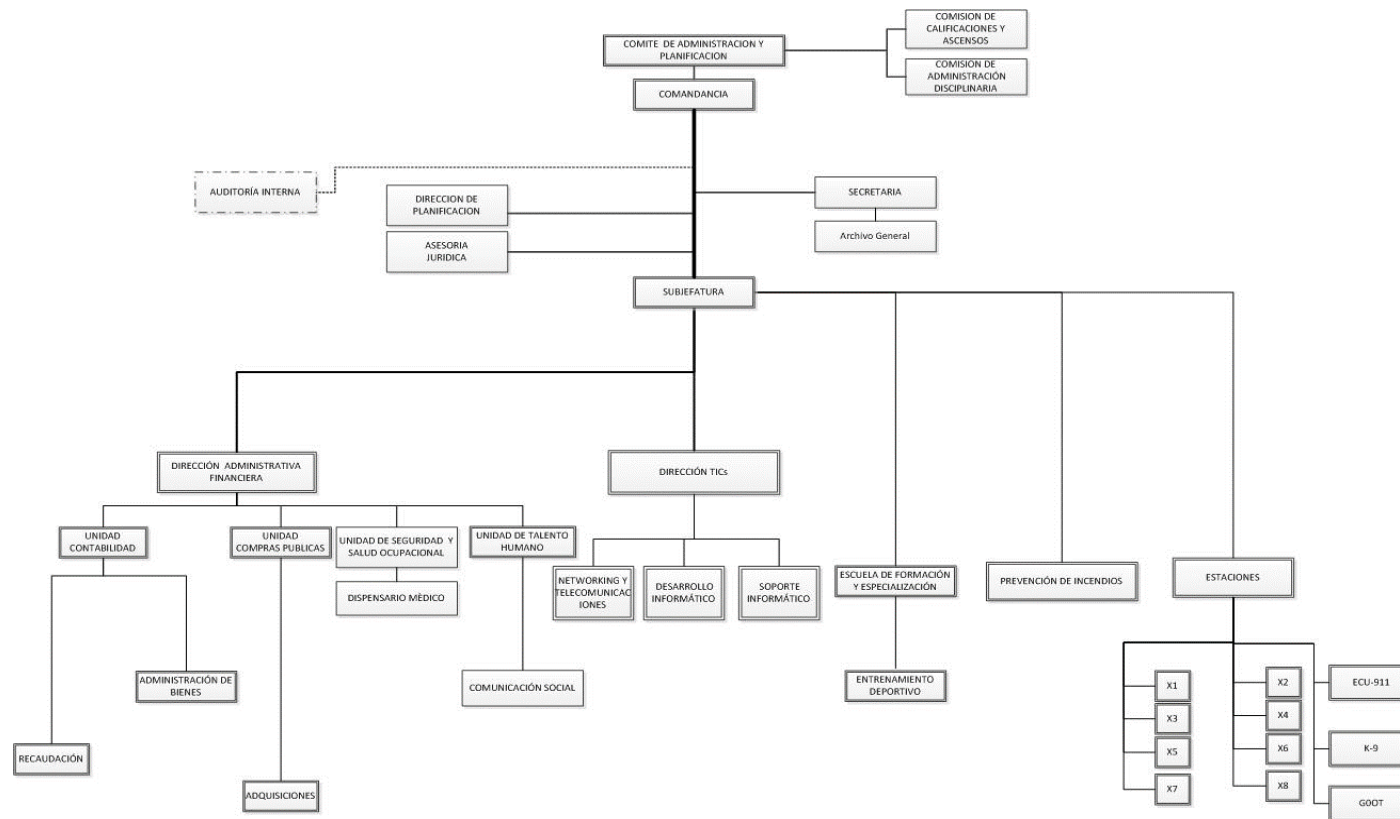 COMITE DE ADMINISTRACION Y
PLANIFICACION
COMISION DE
CALIFICACIONES Y
ASCENSOS
COMISION DE
ADMINISTRACIÓN
DISCIPLINARIA
COMANDANCIA
AUDITORÍA INTERNA
DIRECCION DE
PLANIFICACION
SECRETARIA
ASESORIA
JURIDICA
Archivo General
SUBJEFATURA
DIRECCIÓN ADMINISTRATIVA
FINANCIERA
DIRECCIÓN TICs
UNIDAD
CONTABILIDAD
UNIDAD
COMPRAS PUBLICAS
UNIDAD DE SEGURIDAD Y
SALUD OCUPACIONAL
UNIDAD DE TALENTO
HUMANO
DISPENSARIO MÈDICO
NETWORKING Y
TELECOMUNICAC
IONES
DESARROLLO
INFORMÁTICO
SOPORTE
INFORMÁTICO
ESCUELA DE FORMACIÓN
Y ESPECIALIZACIÓN
PREVENCIÓN DE INCENDIOS
ESTACIONES
ADMINISTRACIÓN DE
BIENES
COMUNICACIÓN SOCIAL
ENTRENAMIENTO
DEPORTIVO
RECAUDACIÓN
ADQUISICIONES
X1
X3
X5
X7
X2
X4
X6
X8
ECU-911
K-9
GOOT